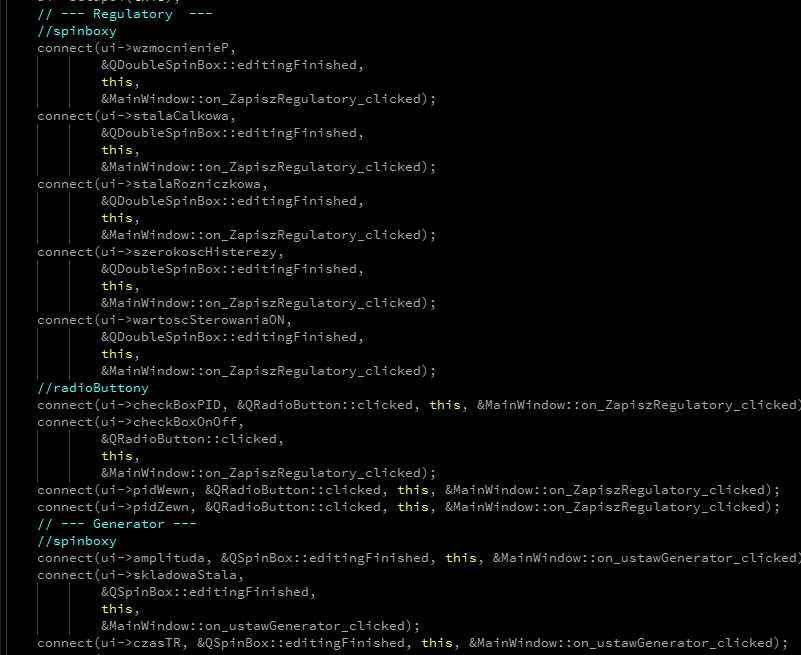 // --- Regulatory  ---
//spinboxy
connect(ui->wzmocnienieP,
&QDoubleSpinBox::editingFinished,
this,
&MainWindow::on_ZapiszRegulatory_clicked);
connect(ui->stalaCalkowa,
&QDoubleSpinBox::editingFinished,
this,
&MainWindow::on_ZapiszRegulatory_clicked);
connect(ui->stalaRozniczkowa,
&QDoubleSpinBox::editingFinished,
this,
&MainWindow::on_ZapiszRegulatory_clicked);
connect(ui->szerokoscHisterezy,
&QDoubleSpinBox::editingFinished,
this,
&MainWindow::on_ZapiszRegulatory_clicked);
connect(ui->wartoscSterowaniaON,
&QDoubleSpinBox::editingFinished,
this,
&MainWindow::on_ZapiszRegulatory_clicked);
//radioButtony
connect(ui->checkBoxPID, &QRadioButton::clicked, this, &MainWindow::on_ZapiszRegulatory_clicked)
connect(ui->checkBoxOnOff,
&QRadioButton::clicked,
this,
&MainWindow::on_ZapiszRegulatory_clicked);
connect(ui->pidWewn, &QRadioButton::clicked, this, &MainWindow::on_ZapiszRegulatory_clicked);
connect(ui->pidZewn, &QRadioButton::clicked, this, &MainWindow::on_ZapiszRegulatory_clicked);
// --- Generator ---
//spinboxy
connect(ui->amplituda, &QSpinBox::editingFinished, this, &MainWindow::on_ustawGenerator_clicked)
connect(ui->skladowaStala,
&QSpinBox::editingFinished,
this,
&MainWindow::on_ustawGenerator_clicked);
connect(ui->czasTR, &QSpinBox::editingFinished, this, &MainWindow::on_ustawGenerator_clicked);